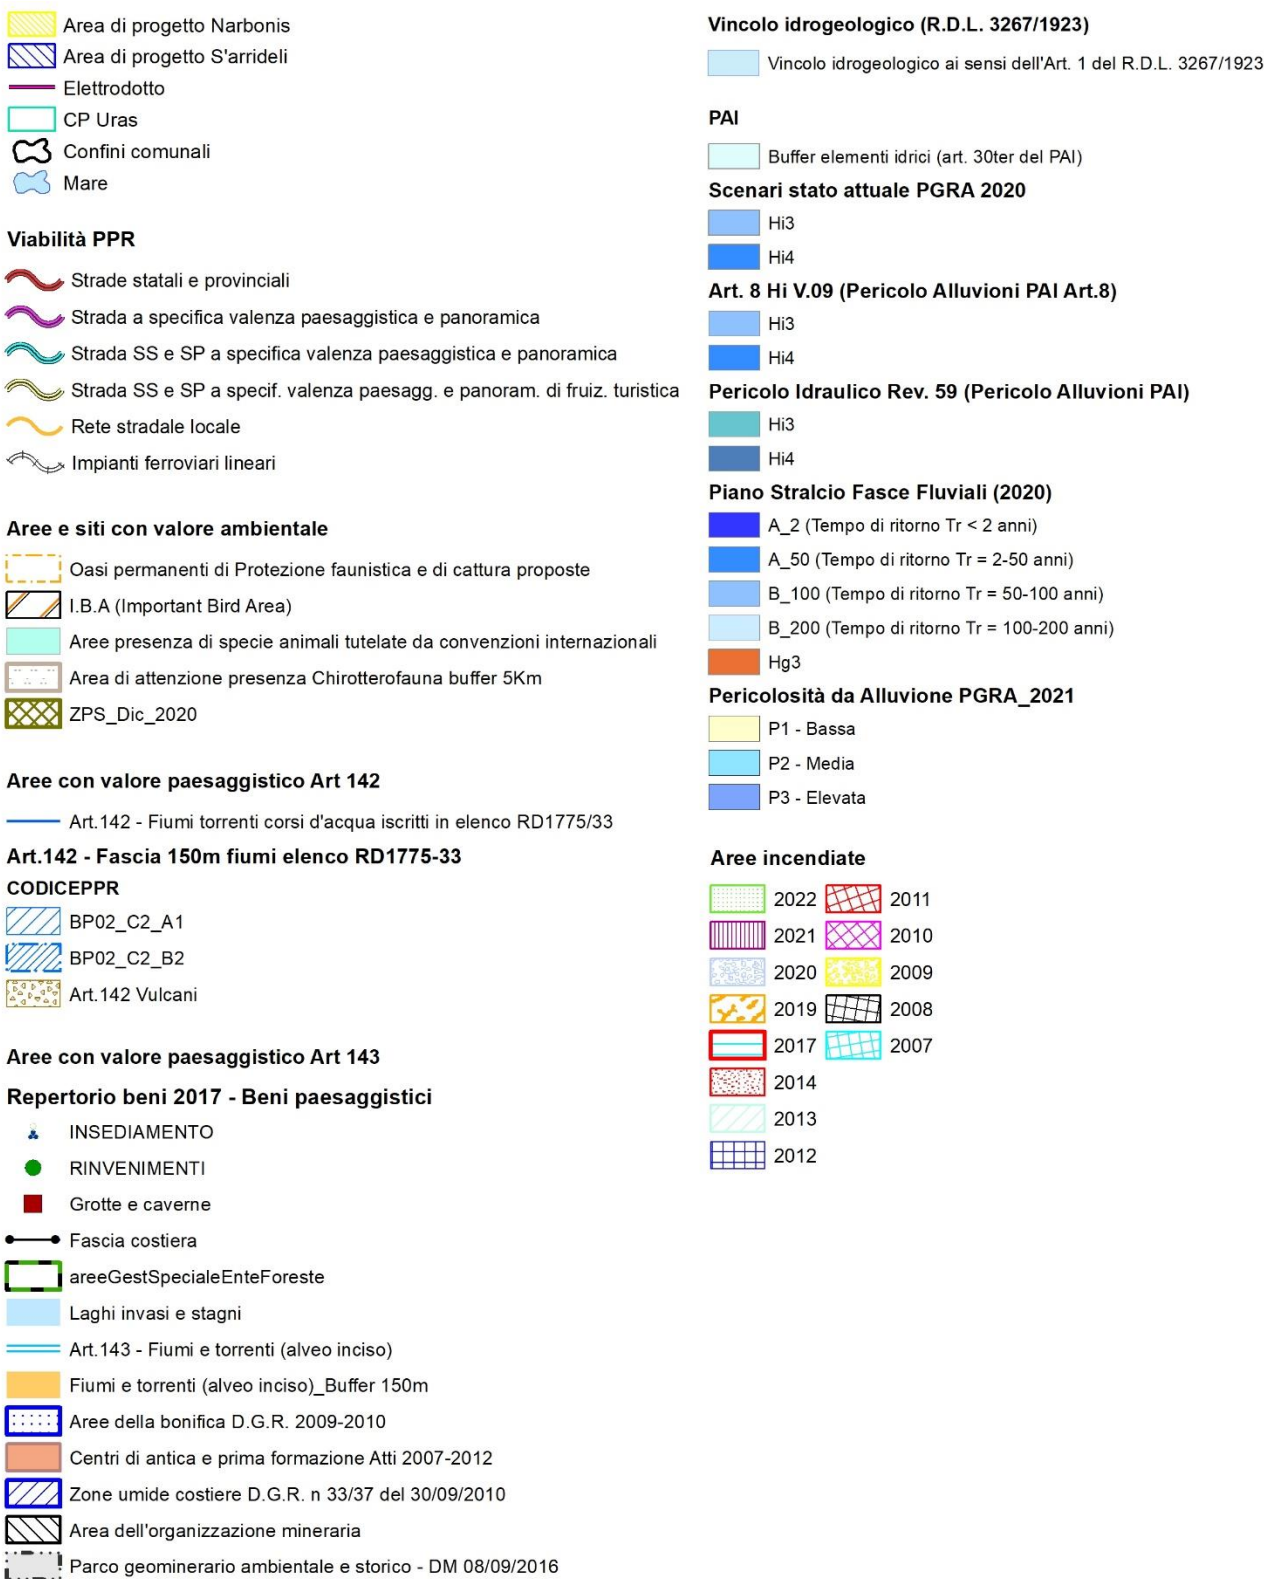 Area di progetto Narbonis
Area di progetto S'arrideli
Elettrodotto
CP Uras
Confini comunali
Mare
Viabilità PPR
Strade statali e provinciali
Strada a specifica valenza paesaggistica e panoramica
Strada SS e SP a specifica valenza paesaggistica e panoramica
Strada SS e SP a specif. valenza paesagg. e panoram. di fruiz. turistica
Rete stradale locale
Impianti ferroviari lineari
Aree e siti con valore ambientale
Oasi permanenti di Protezione faunistica e di cattura proposte
I.B.A (Important Bird Area)
Aree presenza di specie animali tutelate da convenzioni internazionali
Area di attenzione presenza Chirotterofauna buffer 5Km
ZPS_Dic_2020
Aree con valore paesaggistico Art 142
Art.142 - Fiumi torrenti corsi d'acqua iscritti in elenco RD1775/33
Art.142 - Fascia 150m fiumi elenco RD1775-33
CODICEPPR
BP02_C2_A1
BP02_C2_B2
Art.142 Vulcani
Aree con valore paesaggistico Art 143
Repertorio beni 2017 - Beni paesaggistici
INSEDIAMENTO
RINVENIMENTI
Grotte e caverne
Fascia costiera
areeGestSpecialeEnteForeste
Laghi invasi e stagni
Art.143 - Fiumi e torrenti (alveo inciso)
Fiumi e torrenti (alveo inciso)_Buffer 150m
Aree della bonifica D.G.R. 2009-2010
Centri di antica e prima formazione Atti 2007-2012
Zone umide costiere D.G.R. n 33/37 del 30/09/2010
Area dell'organizzazione mineraria
Parco geominerario ambientale e storico - DM 08/09/2016
Vincolo idrogeologico (R.D.L. 3267/1923)
Vincolo idrogeologico ai sensi dell'Art. 1 del R.D.L. 3267/1923
PAI
Buffer elementi idrici (art. 30ter del PAI)
Scenari stato attuale PGRA 2020
Hi3
Hi4
Art. 8 Hi V.09 (Pericolo Alluvioni PAI Art.8)
Hi3
Hi4
Pericolo Idraulico Rev. 59 (Pericolo Alluvioni PAI)
Hi3
Hi4
Piano Stralcio Fasce Fluviali (2020)
A_2 (Tempo di ritorno Tr < 2 anni)
A_50 (Tempo di ritorno Tr = 2-50 anni)
B_100 (Tempo di ritorno Tr = 50-100 anni)
B_200 (Tempo di ritorno Tr = 100-200 anni)
Hg3
Pericolosità da Alluvione PGRA_2021
P1 - Bassa
P2 - Media
P3 - Elevata
Aree incendiate
2022 2011
2021 2010
2020 2009
2019 2008
2017 2007
2014
2013
2012